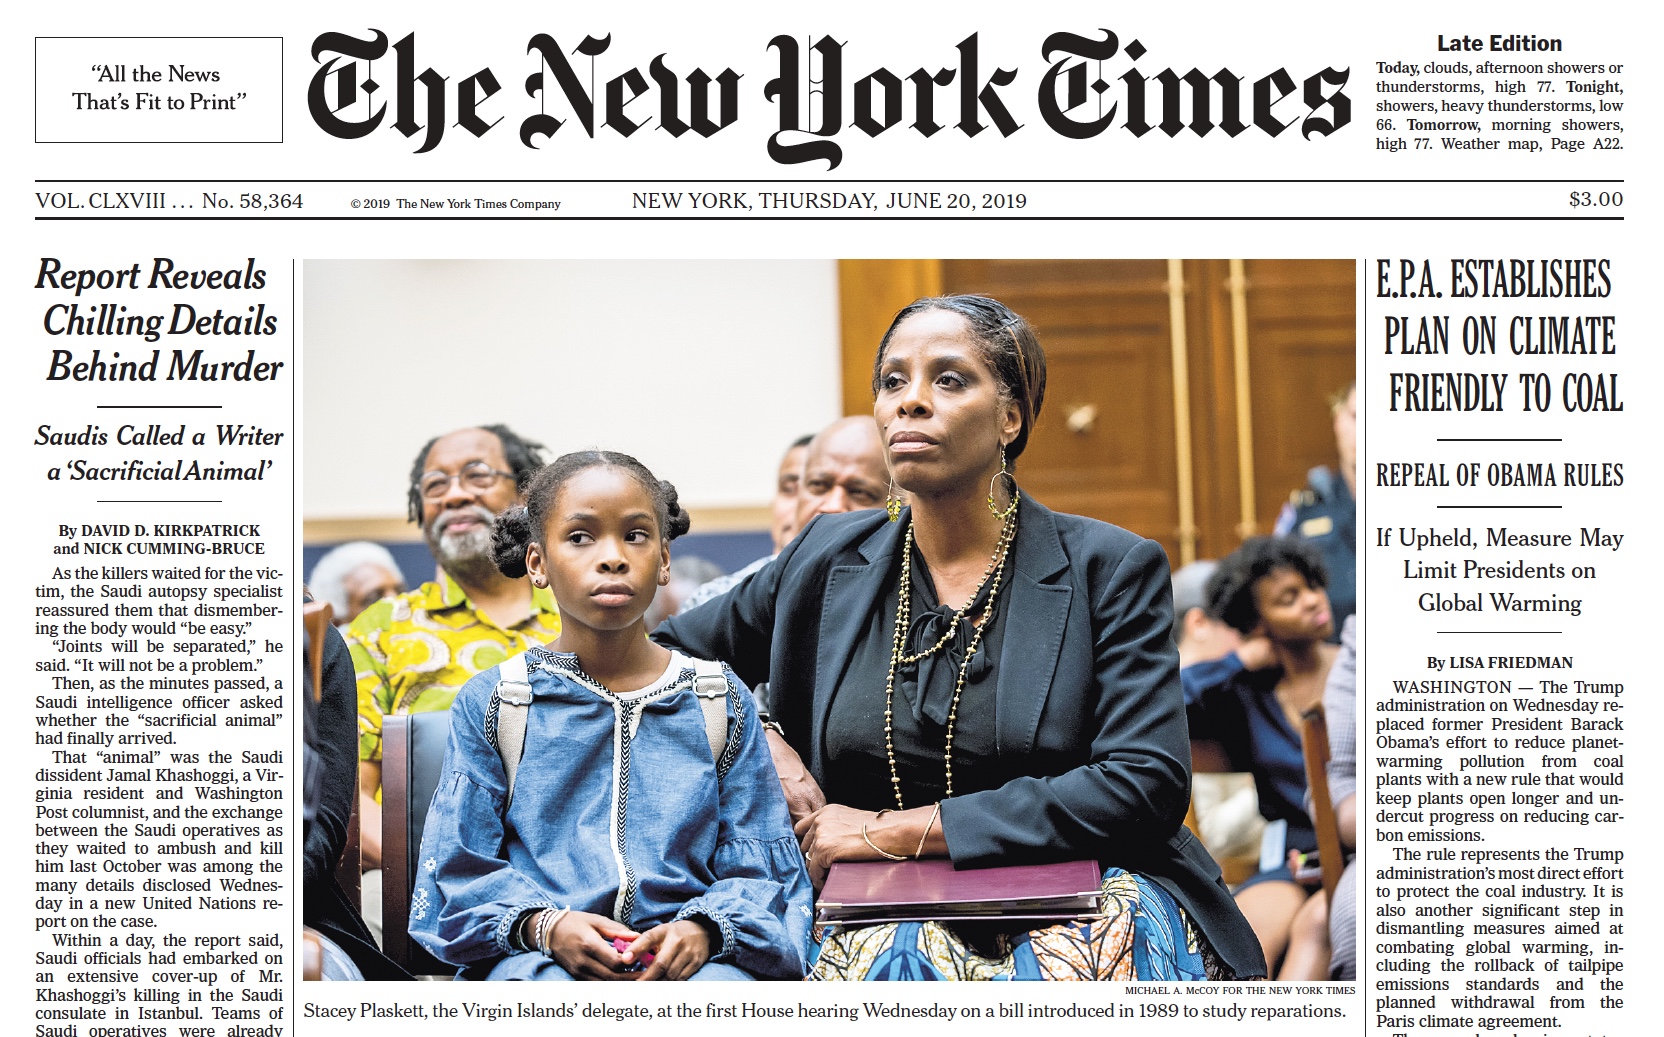 "All the News
That's Fit to Print"
The New York Times
Late Edition
Today, clouds, afternoon showers or
thunderstorms, high 77. Tonight,
showers, heavy thunderstorms, low
66. Tomorrow, morning showers,
high 77. Weather map, Page A22.
VOL. CLXVIII . . . No. 58,364
© 2019 The New York Times Company
NEW YORK, THURSDAY, JUNE 20, 2019
$3.00
Report Reveals
Chilling Details
Behind Murder
Saudis Called a Writer
a 'Sacrificial Animal'
By DAVID D. KIRKPATRICK
and NICK CUMMING-BRUCE
As the killers waited for the vic-
tim, the Saudi autopsy specialist
reassured them that dismember-
ing the body would "be easy."
"Joints will be separated," he
said. "It will not be a problem."
Then, as the minutes passed, a
Saudi intelligence officer asked
whether the "sacrificial animal"
had finally arrived.
That "animal" was the Saudi
dissident Jamal Khashoggi, a Vir-
ginia resident and Washington
Post columnist, and the exchange
between the Saudi operatives as
they waited to ambush and kill
him last October was among the
many details disclosed Wednes-
day in a new United Nations re-
port on the case.
Within a day, the report said,
Saudi officials had embarked on
an extensive cover-up of Mr.
Khashoggi's killing in the Saudi
consulate in Istanbul. Teams of
Saudi operatives were already
MICHAEL A. McCOY FOR THE NEW YORK TIMES
Stacey Plaskett, the Virgin Islands' delegate, at the first House hearing Wednesday on a bill introduced in 1989 to study reparations.
E.P.A. ESTABLISHES
PLAN ON CLIMATE
FRIENDLY TO COAL
REPEAL OF OBAMA RULES
If Upheld, Measure May
Limit Presidents on
Global Warming
By LISA FRIEDMAN
WASHINGTON — The Trump
administration on Wednesday re-
placed former President Barack
Obama's effort to reduce planet-
warming pollution from coal
plants with a new rule that would
keep plants open longer and un-
dercut progress on reducing car-
bon emissions.
The rule represents the Trump
administration's most direct effort
to protect the coal industry. It is
also another significant step in
dismantling measures aimed at
combating global warming, in-
cluding the rollback of tailpipe
emissions standards and the
planned withdrawal from the
Paris climate agreement.